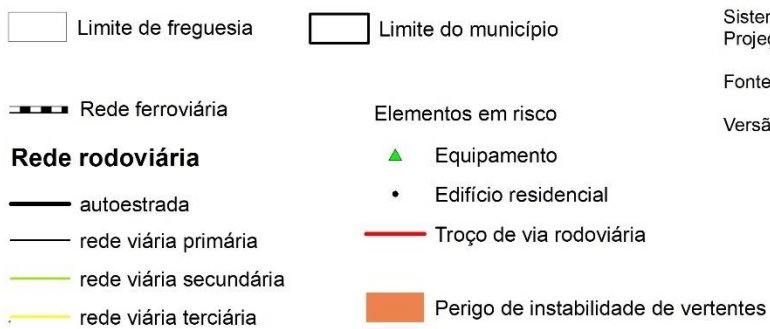 Limite de freguesia
Limite do município
Rede ferroviária
Rede rodoviária
autoestrada
rede viária primária
rede viária secundária
rede viária terciária
Elementos em risco
Equipamento
Edifício residencial
Troço de via rodoviária
Perigo de instabilidade de vertentes
Fonte